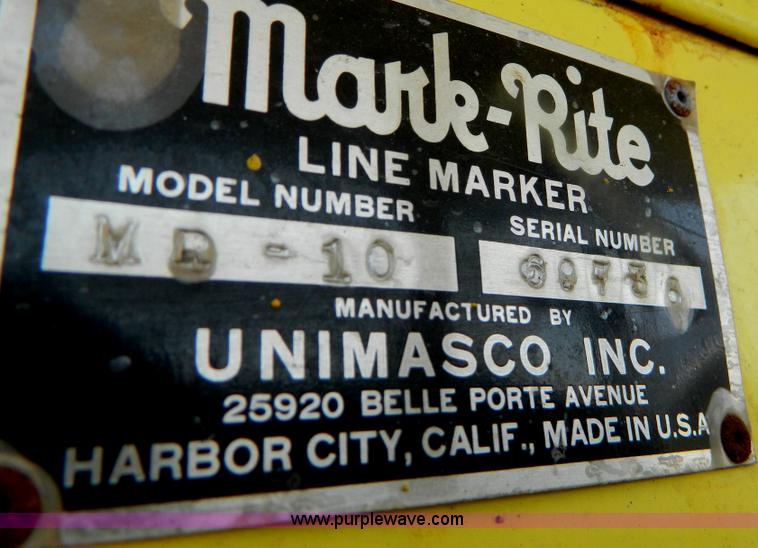 Mark-Rite
LINE MARKER
MODEL NUMBER
SERIAL NUMBER
MD-10
MANUFACTURED BY
UNIMASCO INC.
25920 BELLE PORTE AVENUE
HARBOR CITY, CALIF., MADE IN U.S.A
www.purplewave.com